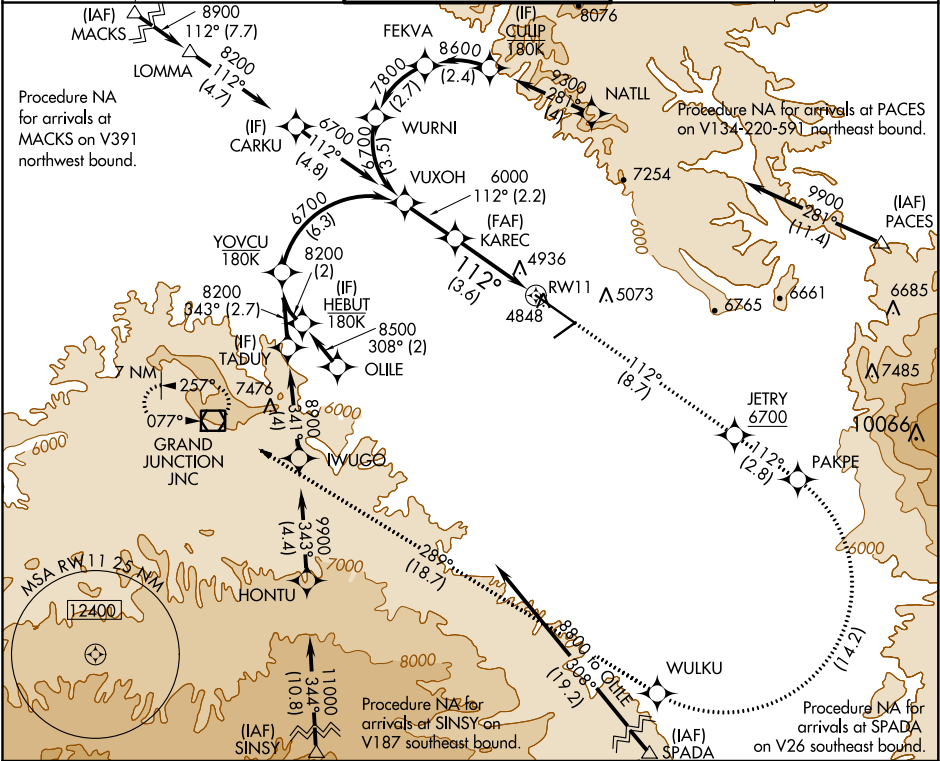 (IAF)
MACKS
8900
112° (7.7)
LOMMA
8200
112°
(4.7)
Procedure NA
for arrivals at
MACKS on V391
northwest bound.
(IF)
CARKU
6700
112°
(4.8)
FEKVA
8600
(2.4)
(IF)
CULIP
180K
8076
7800
(2.7)
WURNI
6700
(3.5)
9300
281°
(4)
NATLL
Procedure NA for arrivals at PACES
on V134-220-591 northeast bound.
7254
6000
9900
281°
(11.4)
(IAF)
PACES
VUXOH
6000
112° (2.2)
(FAF)
KAREC
112°
(3.6)
4936
RW11
4848
5073
6765
6661
6685
7485
10066
6700
(6.3)
YOVCU
180K
8200
(2)
(IF)
HEBUT
180K
8200
343° (2.7)
(IF)
TADUY
8500
308° (2)
OLILE
7 NM
257°
077°
7476
GRAND
JUNCTION
JNC
8900
341°
(4)
6000
6000
IWUGO
112°
(8.7)
JETRY
6700
112°
(2.8)
PAKPE
6000
(14.2)
289°
(18.7)
9900
343°
(4.4)
7000
HONTU
MSA RW11 25 NM
12400
8000
11000
344°
(10.8)
(IAF)
SINSY
Procedure NA for
arrivals at SINSY on
V187 southeast bound.
8800 to OLILE
308°
(19.2)
WULKU
(IAF)
SPADA
Procedure NA for
arrivals at SPADA
on V26 southeast bound.